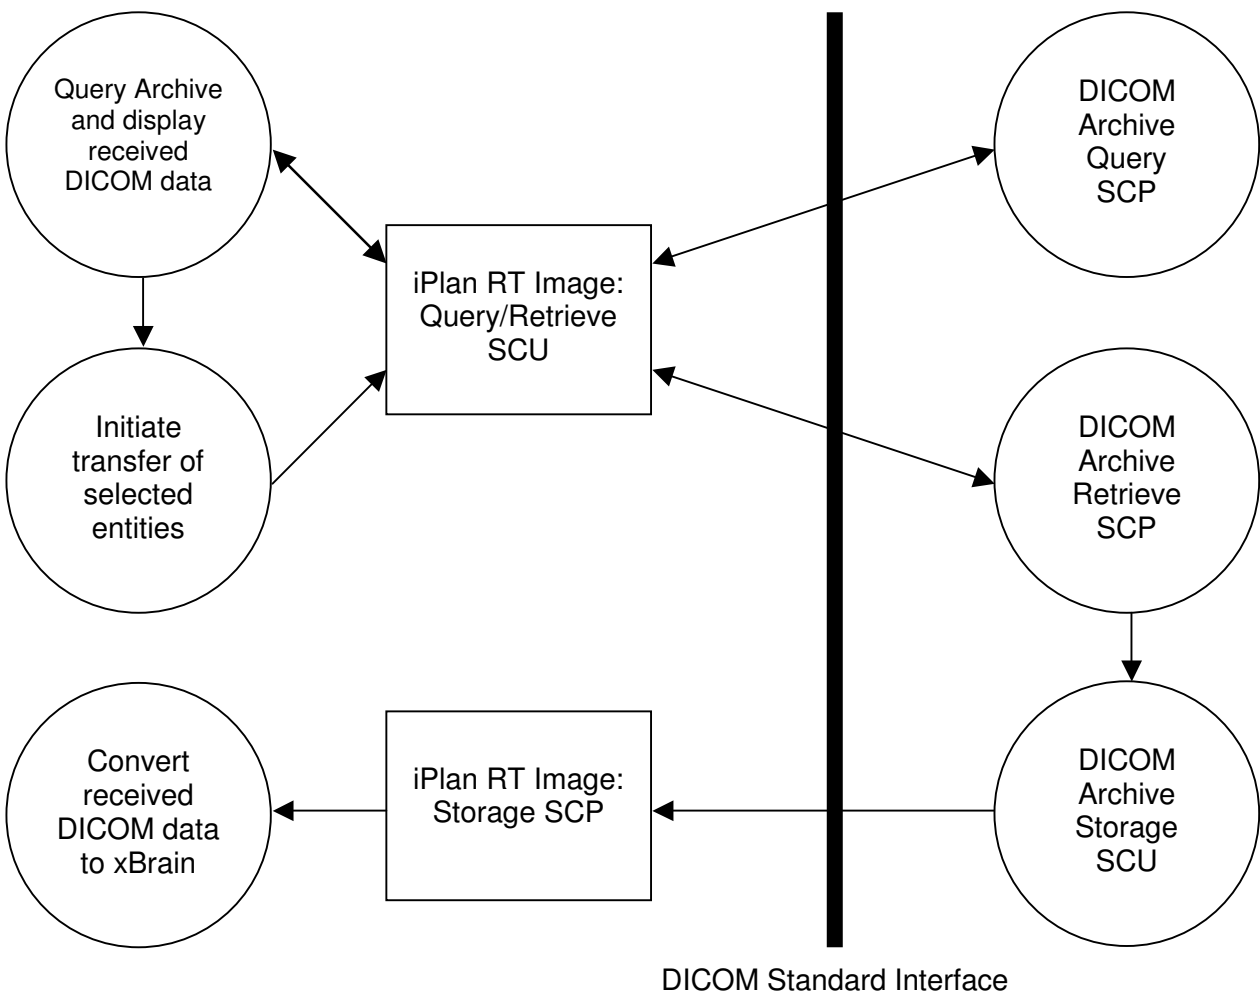 Query Archive
and display
received
DICOM data
DICOM
Archive
Query
SCP
iPlan RT Image:
Query/Retrieve
SCU
Initiate
transfer of
selected
entities
DICOM
Archive
Retrieve
SCP
Convert
received
DICOM data
to xBrain
iPlan RT Image:
Storage SCP
DICOM
Archive
Storage
SCU
DICOM Standard Interface